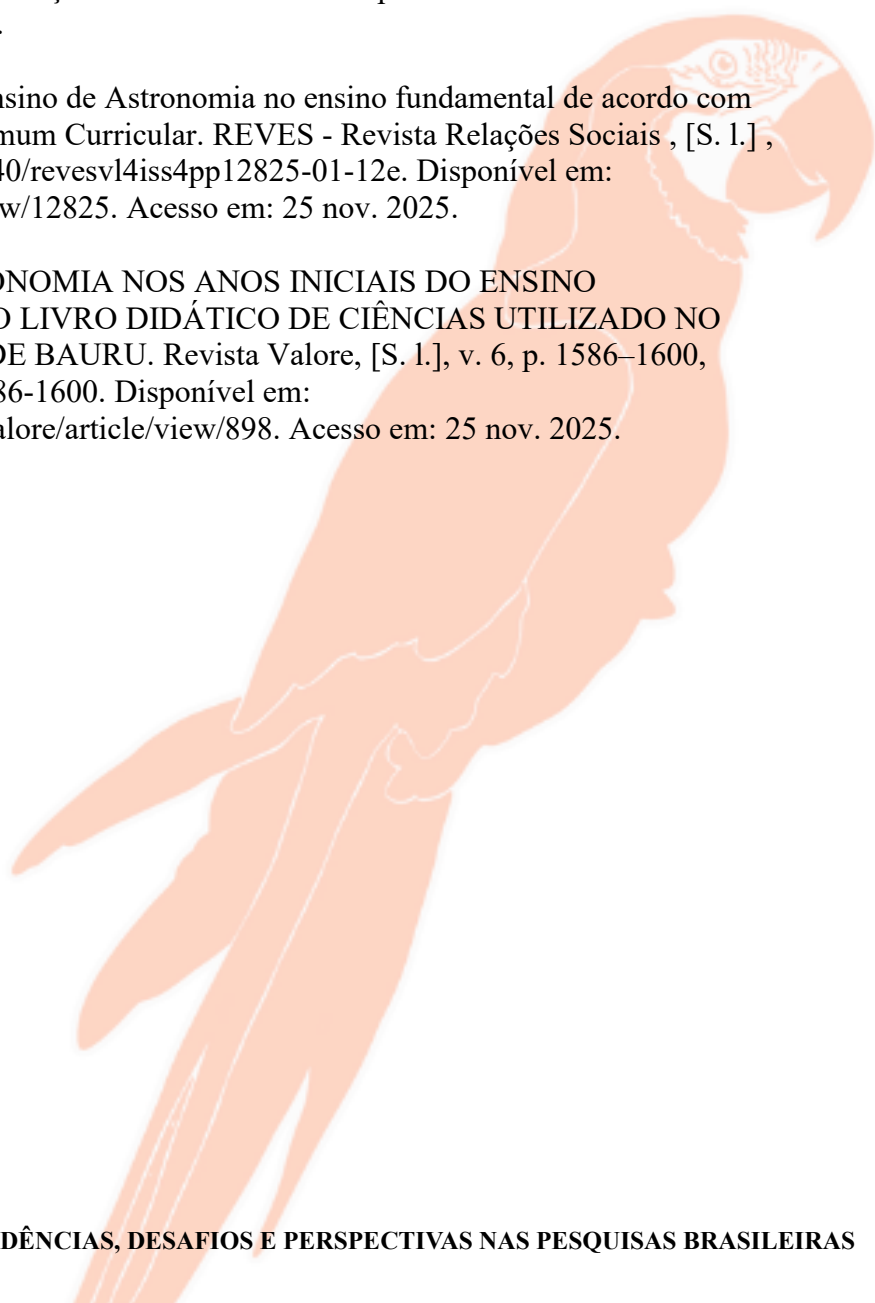 .
nsino de Astronomia no ensino fundamental de acordo com
mum Curricular. REVES - Revista Relações Sociais , [S. l.] ,
40/revesvl4iss4pp12825-01-12e. Disponível em:
w/12825. Acesso em: 25 nov. 2025.
ONOMIA NOS ANOS INICIAIS DO ENSINO
O LIVRO DIDÁTICO DE CIÊNCIAS UTILIZADO NO
DE BAURU. Revista Valore, [S. l.], v. 6, p. 1586–1600,
86-1600. Disponível em:
alore/article/view/898. Acesso em: 25 nov. 2025.
DÊNCIAS, DESAFIOS E PERSPECTIVAS NAS PESQUISAS BRASILEIRAS